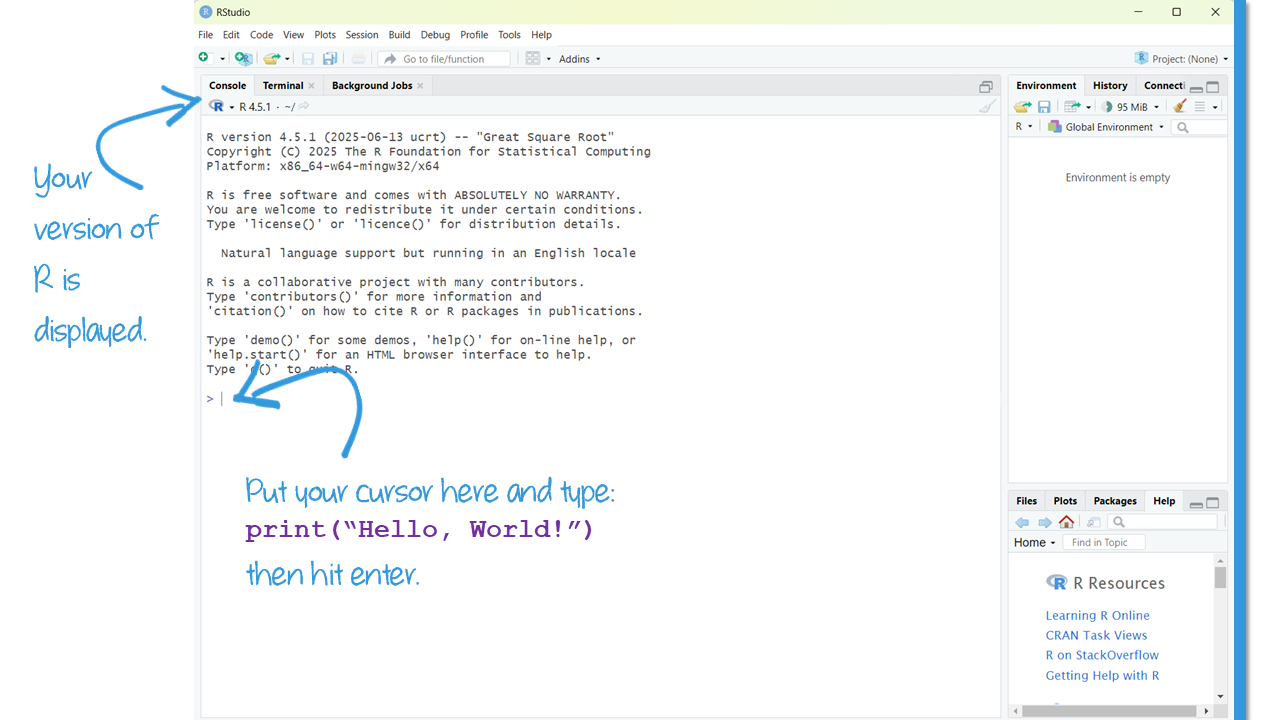 RStudio
File Edit Code View Plots Session Build Debug Profile Tools Help
Go to file/function Addins Project: (None)
Console Terminal Background Jobs
R 4.5.1 · ~/
R version 4.5.1 (2025-06-13 ucrt) -- "Great Square Root"
Copyright (C) 2025 The R Foundation for Statistical Computing
Platform: x86_64-w64-mingw32/x64
R is free software and comes with ABSOLUTELY NO WARRANTY.
You are welcome to redistribute it under certain conditions.
Type 'license()' or 'licence()' for distribution details.
Natural language support but running in an English locale
R is a collaborative project with many contributors.
Type 'contributors()' for more information and
'citation()' on how to cite R or R packages in publications.
Type 'demo()' for some demos, 'help()' for on-line help, or
'help.start()' for an HTML browser interface to help.
Type 'q()' to quit R.
>
Your
version of
R is
displayed.
Put your cursor here and type:
print(“Hello, World!”)
then hit enter.
Environment History Connecti
95 MiB
R Global Environment
Environment is empty
Files Plots Packages Help
Home Find in Topic
R Resources
Learning R Online
CRAN Task Views
R on StackOverflow
Getting Help with R